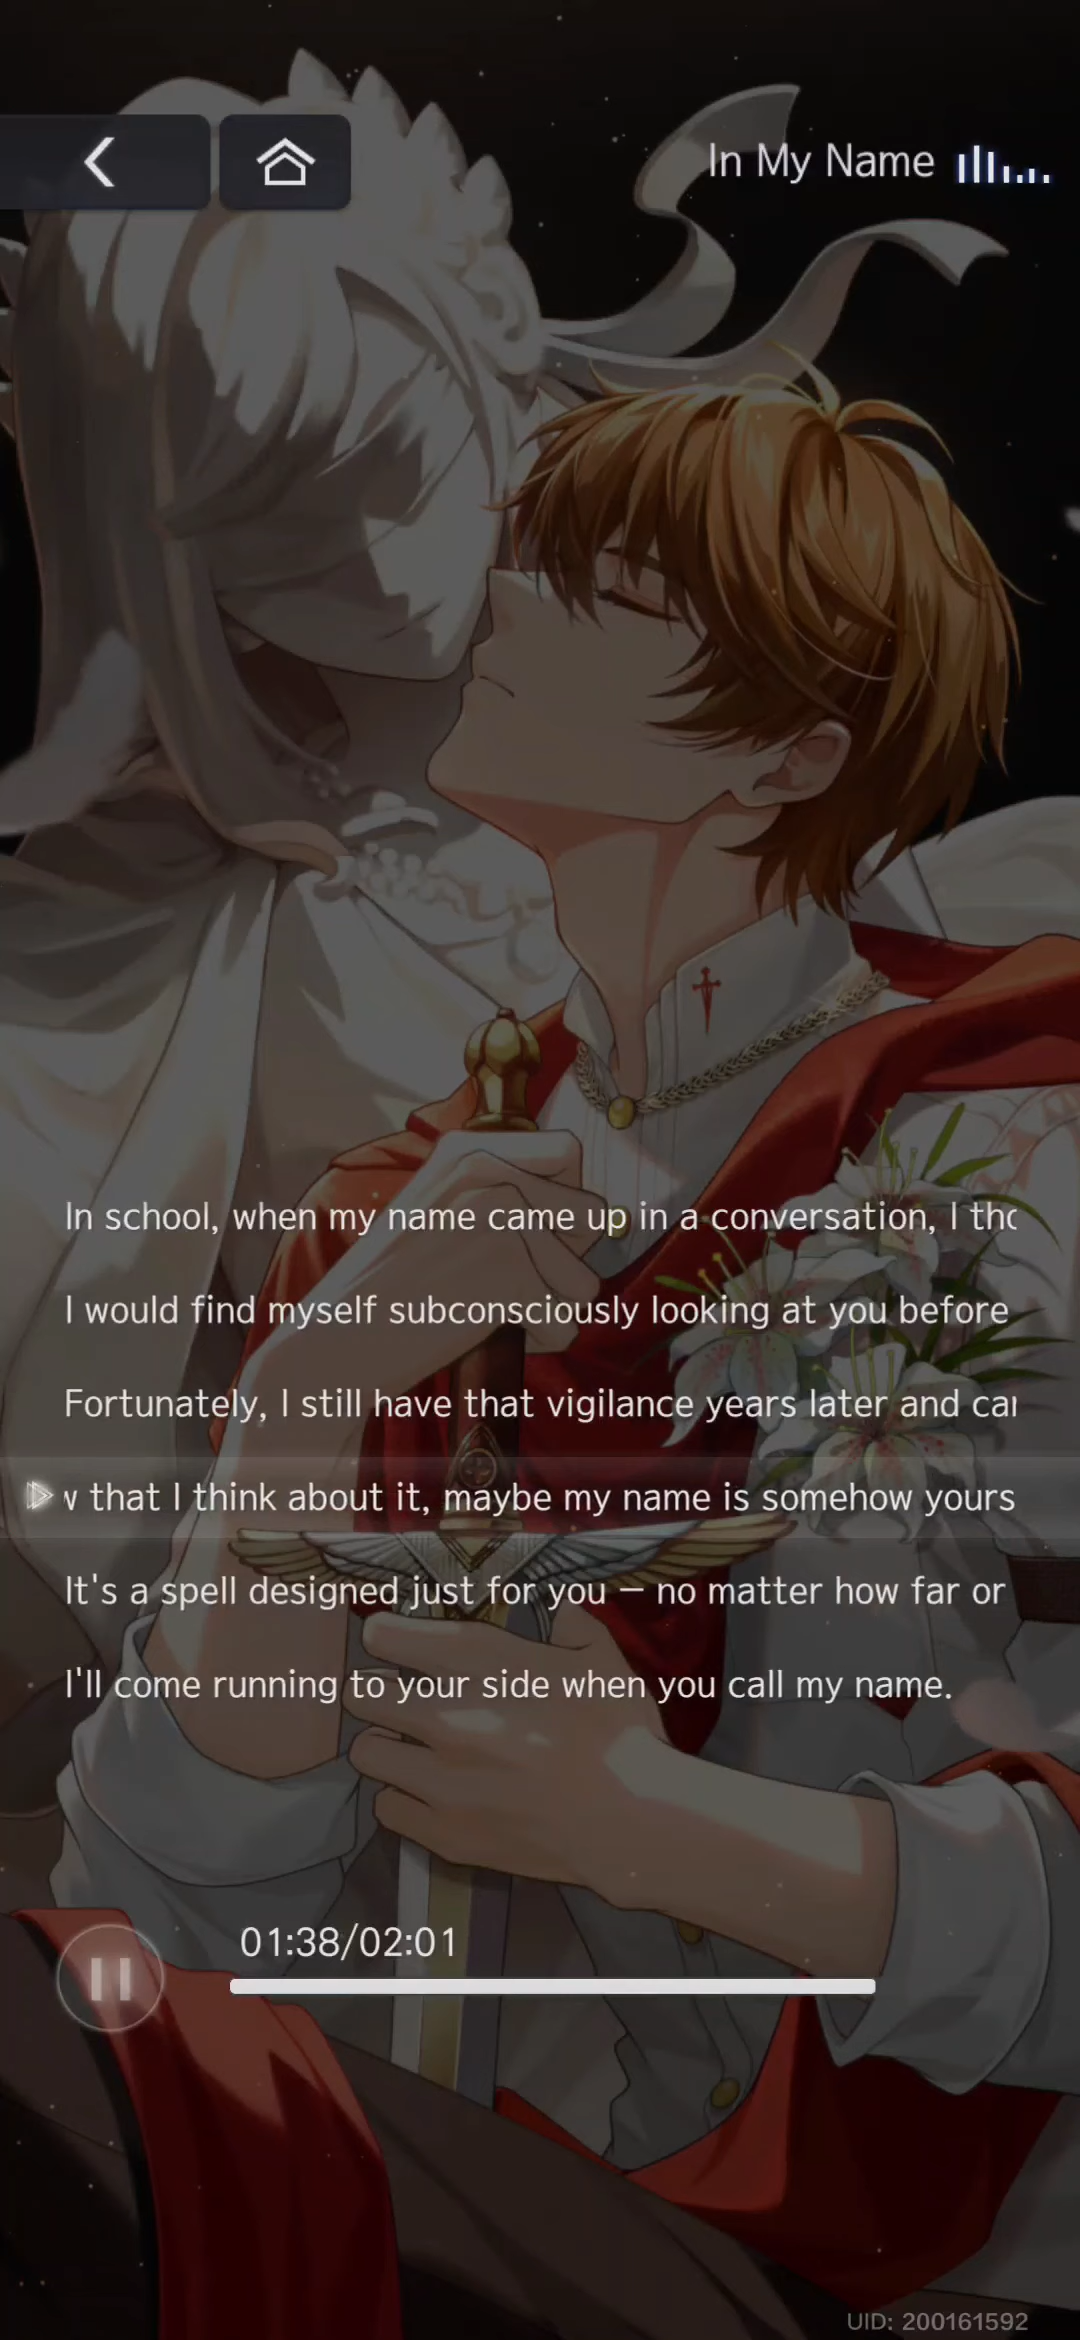 In My Name
In school, when my name came up in a conversation, I
I would find myself subconsciously looking at you before
Fortunately, I still have that vigilance years later and
that I think about it, maybe my name is somehow yours
It's a spell designed just for you – no matter how far or
I'll come running to your side when you call my name.
01:38/02:01
UID: 200161592